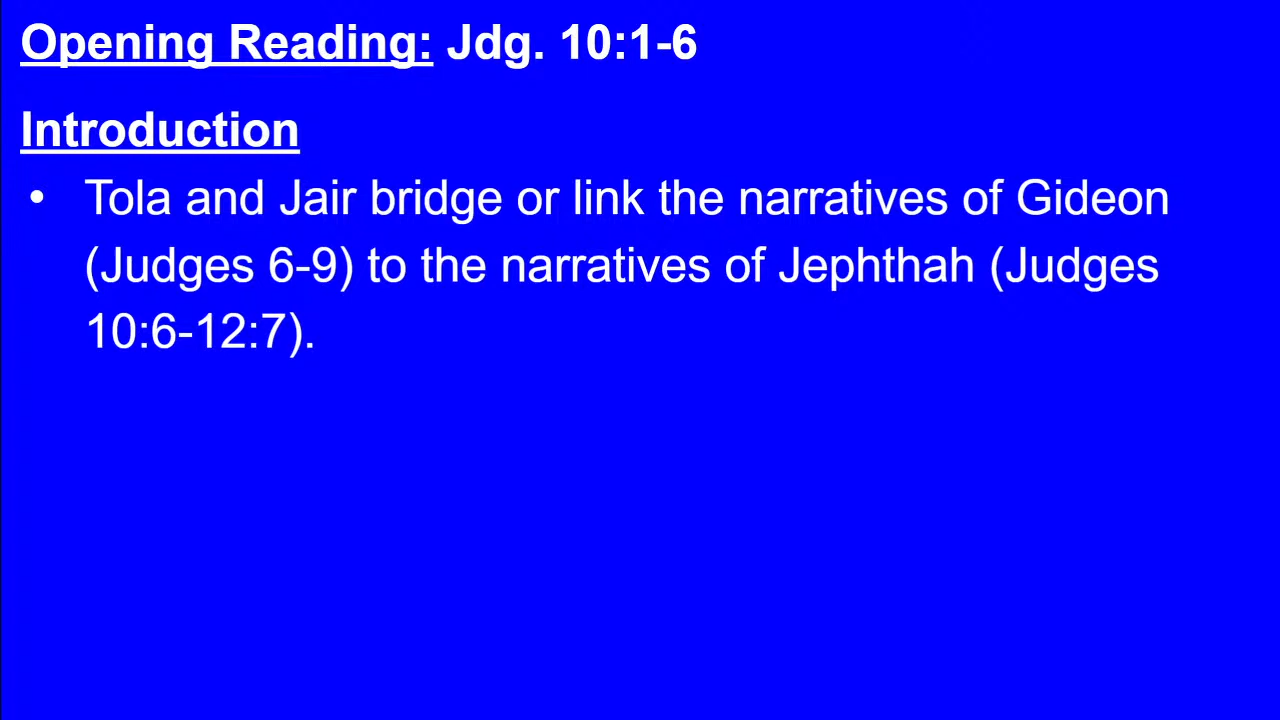 Opening Reading: Jdg. 10:1-6
Introduction
• Tola and Jair bridge or link the narratives of Gideon
(Judges 6-9) to the narratives of Jephthah (Judges
10:6-12:7).